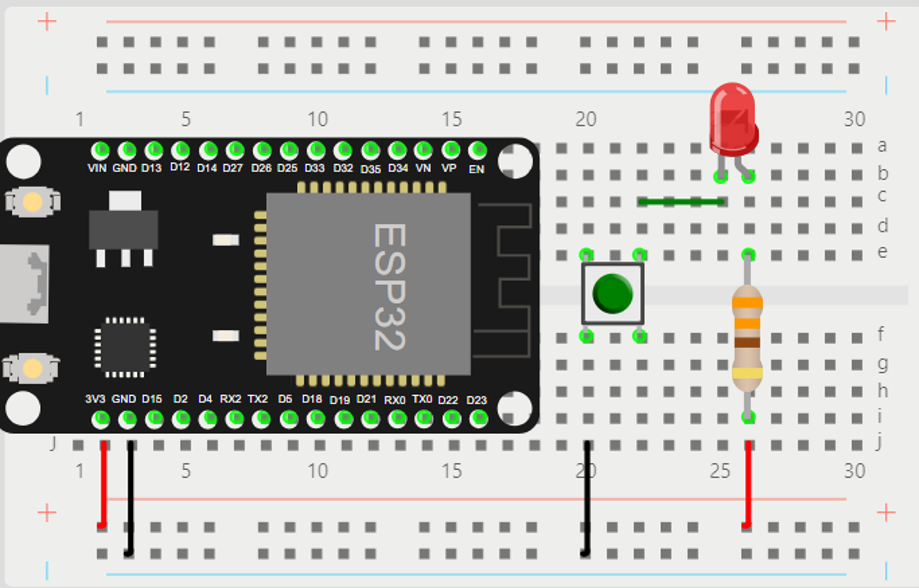 + +
1 5 10 15 20 30
a
VIN GND D13 D12 D14 D27 D26 D25 D33 D32 D35 D34 VN VP EN
b
c
d
ESP32
e
f
g
h
3V3 GND D15 D2 D4 RX2 TX2 D5 D18 D19 D21 RX0 TX0 D22 D23
i
J j
1 5 10 15 20 25 30
+ +